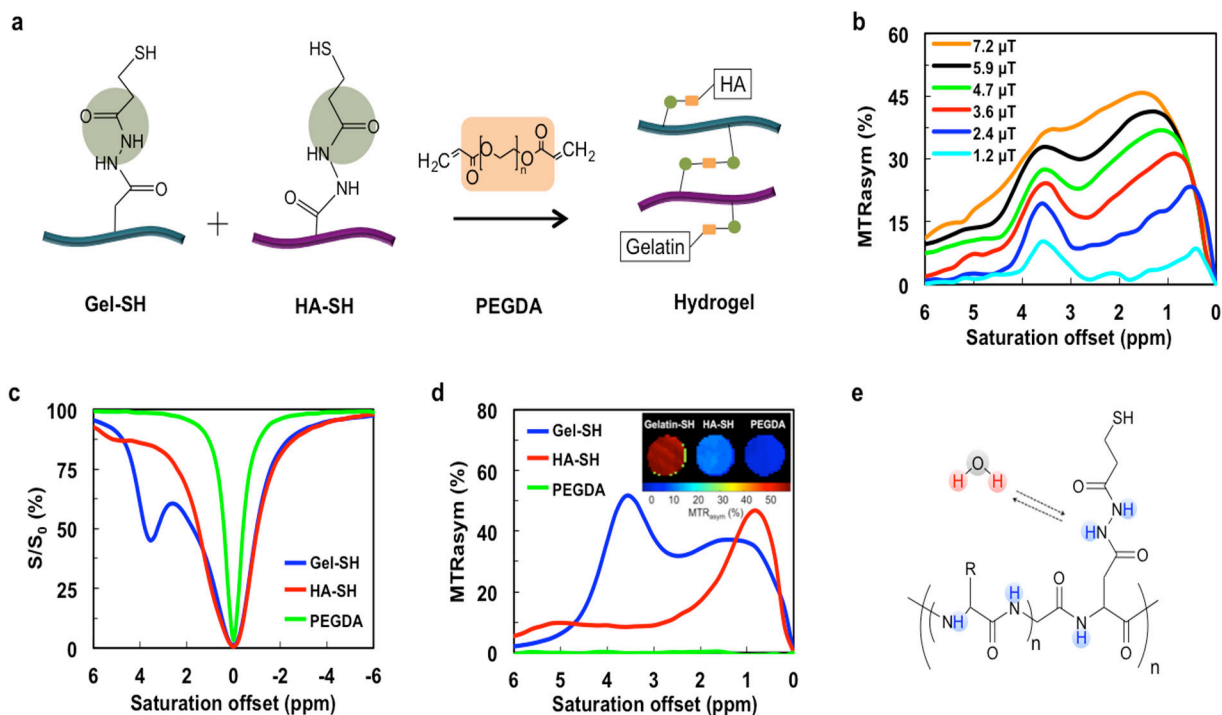 a
SH
O
NH
HN
O
Gel-SH
+
HS
O
HN
NH
O
HA-SH
H2C
O
O
n
O
O
CH2
PEGDA
HA
Gelatin
Hydrogel
b
MTRasym (%)
60
45
30
15
0
7.2 µT
5.9 µT
4.7 µT
3.6 µT
2.4 µT
1.2 µT
6 5 4 3 2 1 0
Saturation offset (ppm)
c
S/S0 (%)
100
75
50
25
0
Gel-SH
HA-SH
PEGDA
6 4 2 0 -2 -4 -6
Saturation offset (ppm)
d
MTRasym (%)
80
60
40
20
0
Gel-SH
HA-SH
PEGDA
Gelatin-SH HA-SH PEGDA
0 10 20 30 40 50
MTRasym (%)
6 5 4 3 2 1 0
Saturation offset (ppm)
e
SH
O
H H
O
NH
HN
O
R
H
N
NH
O
n
O
N
H
O
n